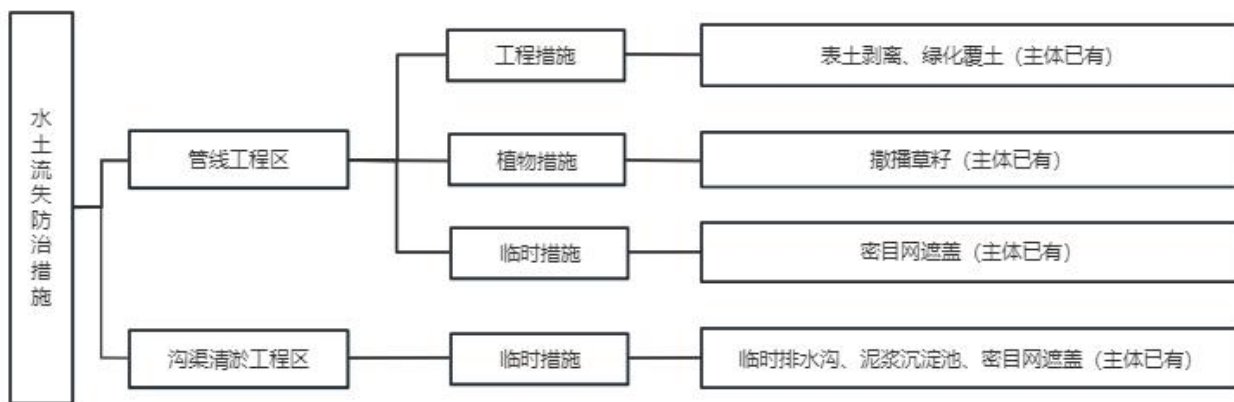 水土流失防治措施
管线工程区
工程措施
表土剥离、绿化覆土（主体已有）
植物措施
撒播草籽（主体已有）
临时措施
密目网遮盖（主体已有）
沟渠清淤工程区
临时措施
临时排水沟、泥浆沉淀池、密目网遮盖（主体已有）